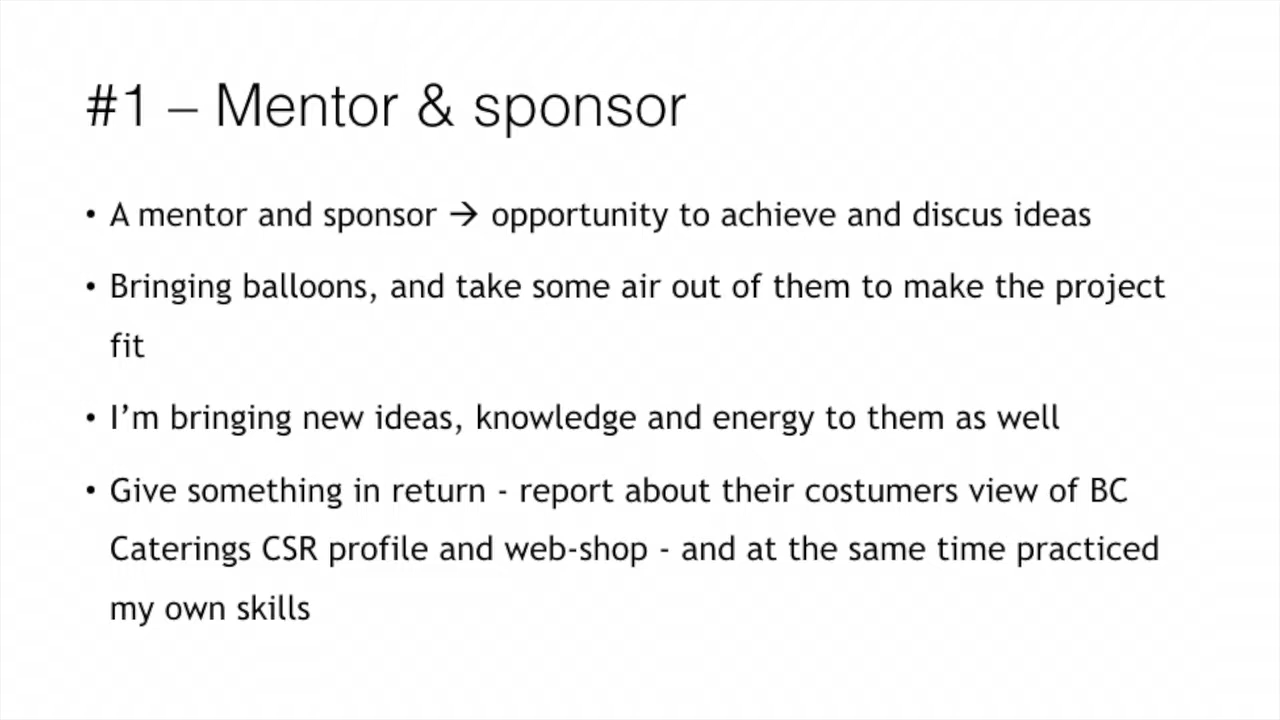 #1 – Mentor & sponsor
• A mentor and sponsor → opportunity to achieve and discus ideas
• Bringing balloons, and take some air out of them to make the project
fit
• I’m bringing new ideas, knowledge and energy to them as well
• Give something in return - report about their costumers view of BC
Caterings CSR profile and web-shop - and at the same time practiced
my own skills